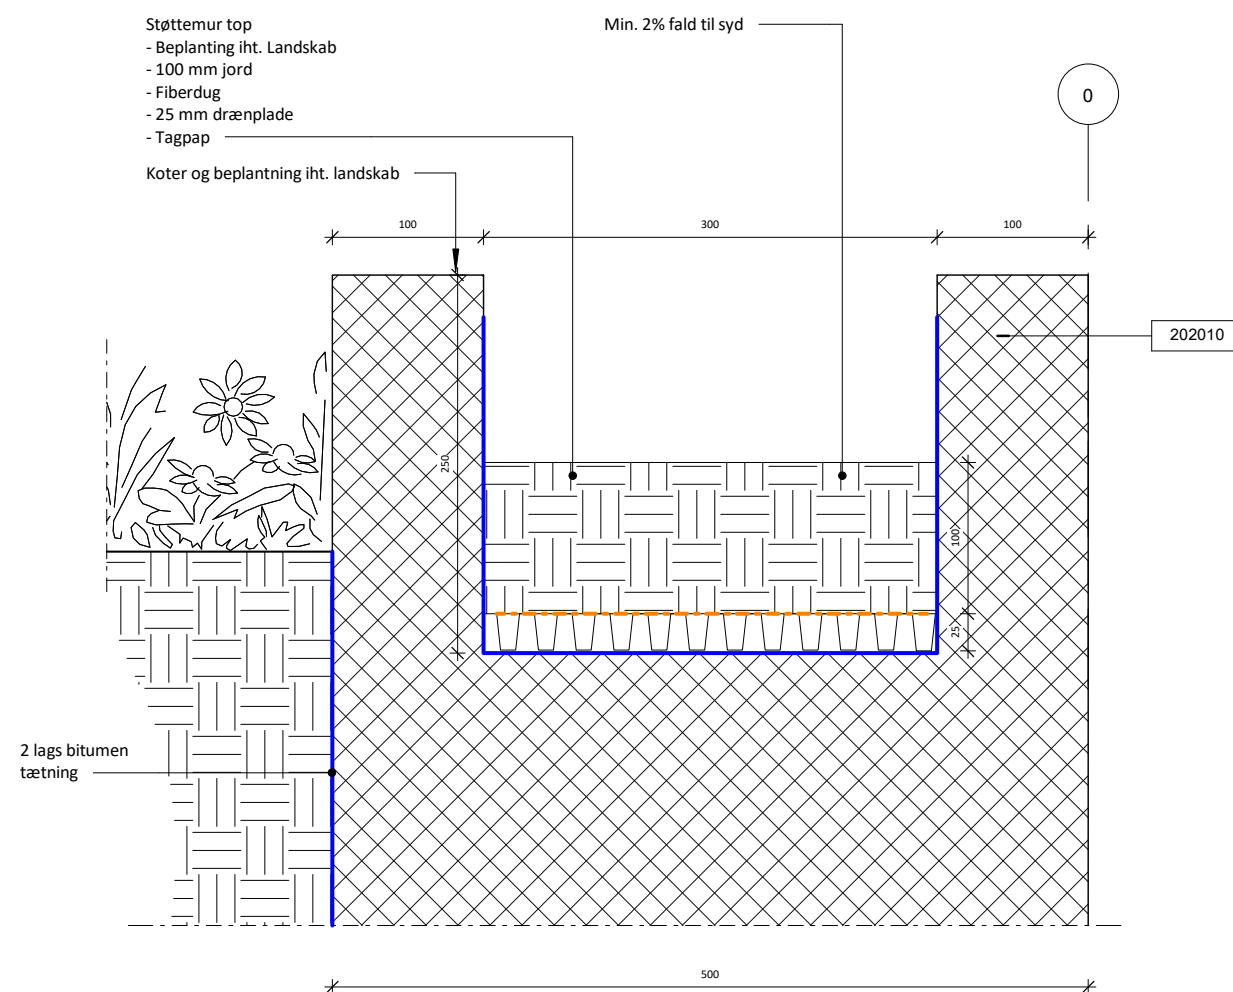 Støttemur top
- Beplanting iht. Landskab
- 100 mm jord
- Fiberdug
- 25 mm drænplade
- Tagpap
Koter og beplantning iht. landskab
Min. 2% fald til syd
0
100
300
100
202010
250
100
25
2 lags bitumen
tætning
500